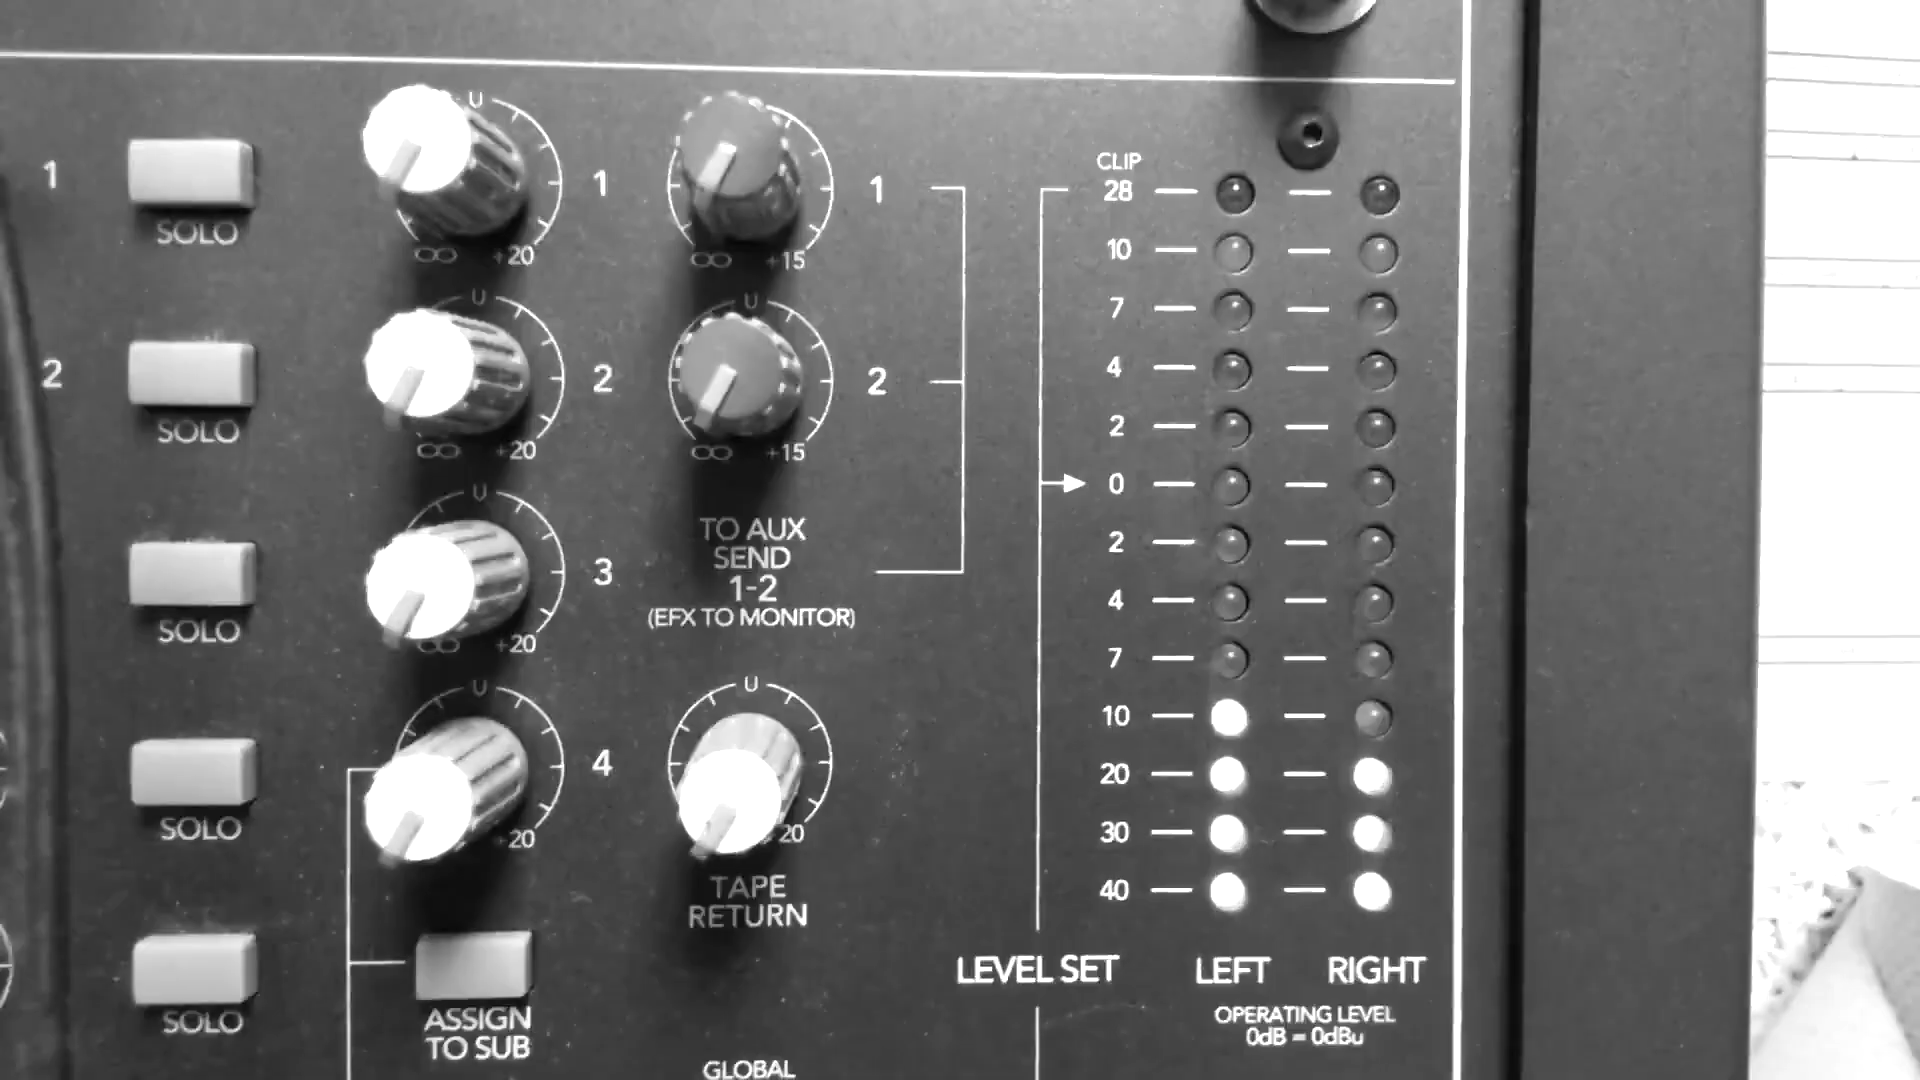 1
SOLO
U
1
∞ +20
1
∞ +15
2
SOLO
U
2
∞ +20
U
2
∞ +15
SOLO
U
3
∞ +20
TO AUX
SEND
1-2
(EFX TO MONITOR)
SOLO
U
4
+20
U
20
TAPE
RETURN
SOLO
ASSIGN
TO SUB
GLOBAL
CLIP
28
10
7
4
2
0
2
4
7
10
20
30
40
LEVEL SET
LEFT RIGHT
OPERATING LEVEL
0dB = 0dBu